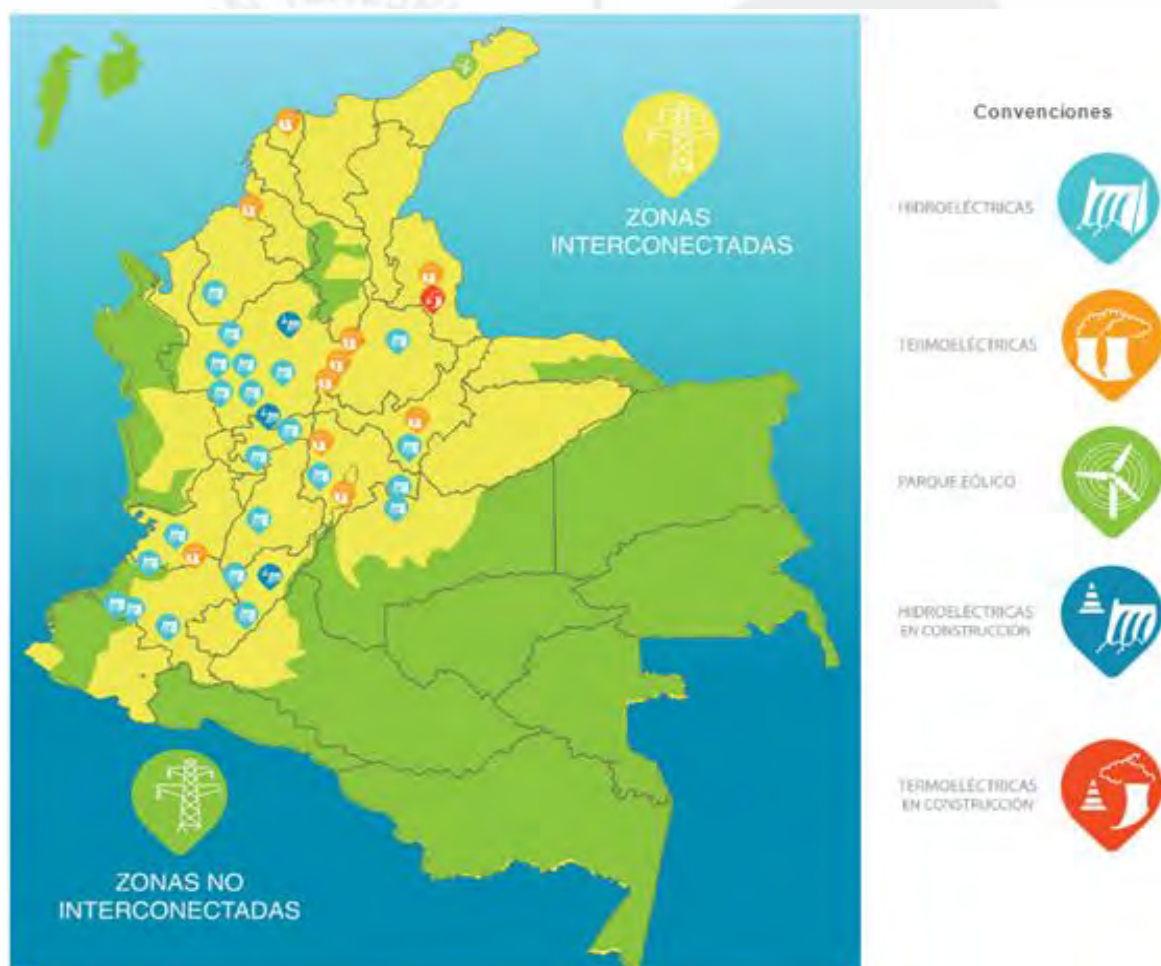 ZONAS
INTERCONECTADAS
ZONAS NO
INTERCONECTADAS
Convenciones
HIDROELÉCTRICAS
TERMOELÉCTRICAS
PARQUE EÓLICO
HIDROELÉCTRICAS
EN CONSTRUCCIÓN
TERMOELÉCTRICAS
EN CONSTRUCCIÓN